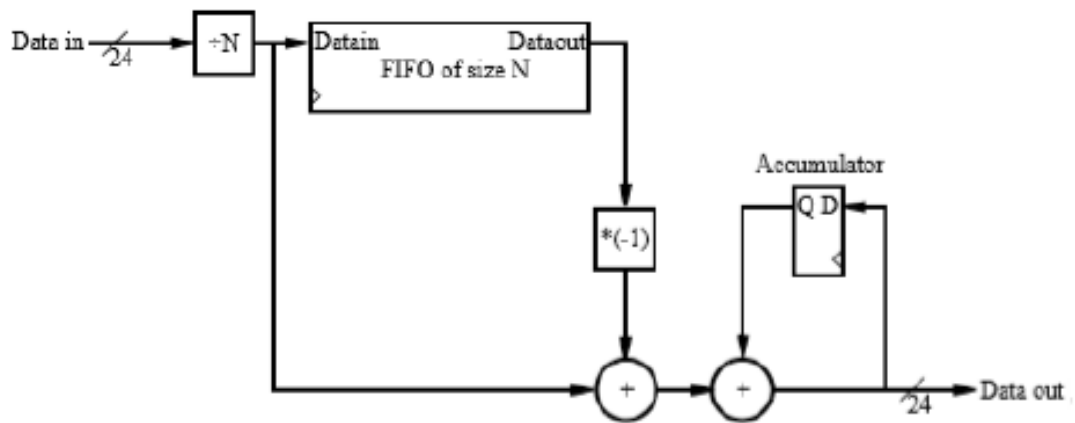 Data in
24
÷N
Datain
Dataout
FIFO of size N
Accumulator
Q D
*(-1)
+
+
24
Data out